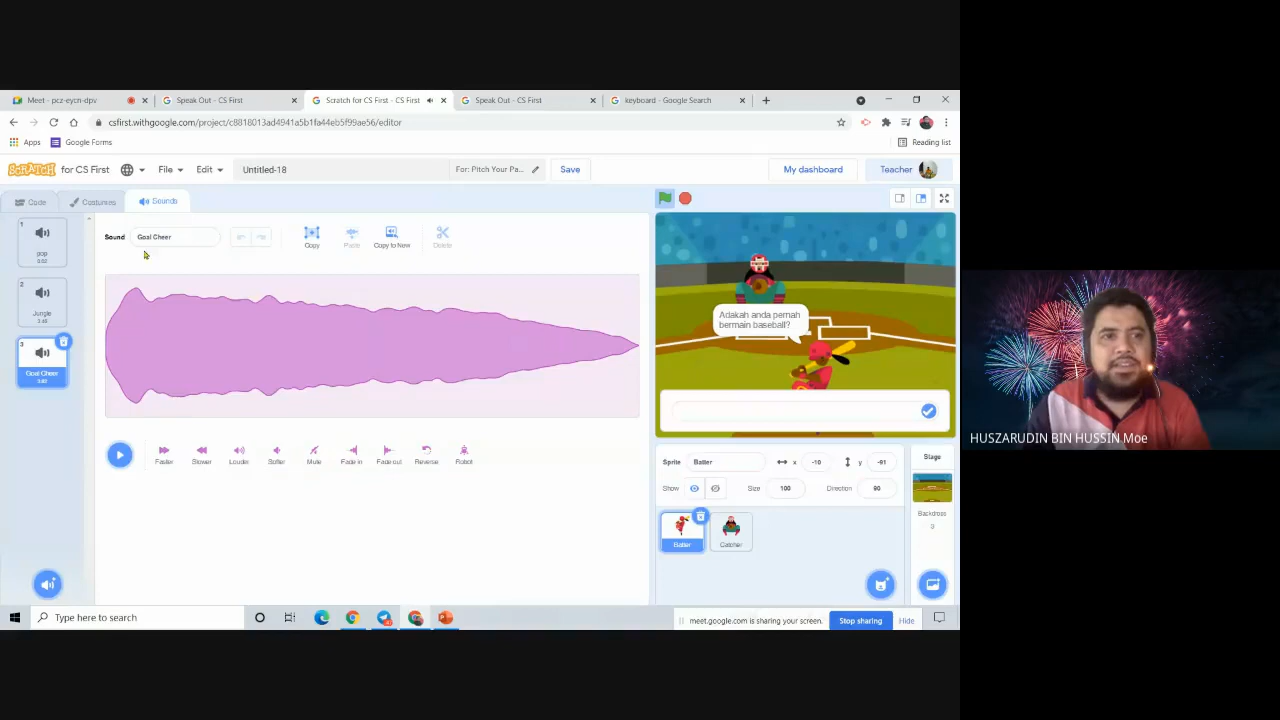 Meet - pcz-eycn-dpv
Speak Out - CS First
Scratch for CS First - CS First
Speak Out - CS First
keyboard - Google Search
csfirst.withgoogle.com/project/c8818013ad4941a5b1fa44eb5f99ae56/editor
Apps
Google Forms
Reading list
SCRATCH for CS First
File
Edit
Untitled-18
For: Pitch Your Pa...
Save
My dashboard
Teacher
Code
Costumes
Sounds
1
pop
0.02
2
Jungle
3
Goal Cheer
Sound
Goal Cheer
Copy
Paste
Copy to New
Delete
Faster
Slower
Louder
Softer
Mute
Fade in
Fade out
Reverse
Robot
Adakah anda pernah
bermain baseball?
Sprite
Batter
x
-10
y
-91
Show
Size
100
Direction
90
Batter
Catcher
Stage
Backdrops
Type here to search
meet.google.com is sharing your screen.
Stop sharing
Hide
HUSZARUDIN BIN HUSSIN Moe